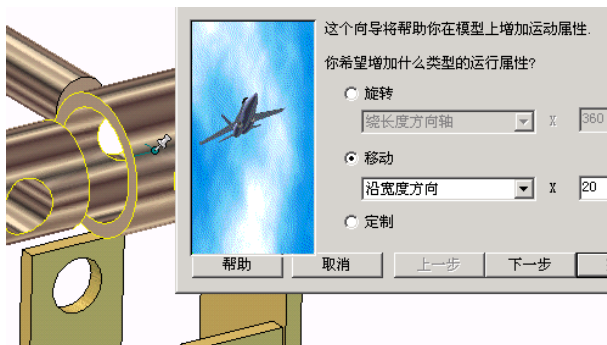 这个向导将帮助你在模型上增加运动属性.
你希望增加什么类型的运行属性?
旋转
绕长度方向轴 X 360
移动
沿宽度方向 X 20
定制
帮助 取消 上一步 下一步